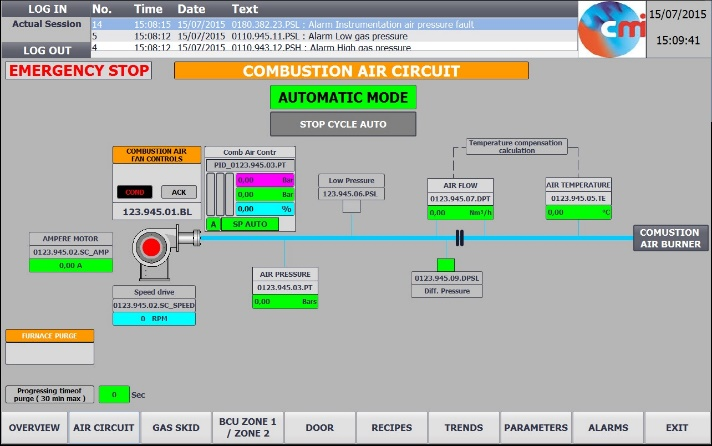 LOG IN
Actual Session
LOG OUT
No. Time Date Text
14 15:08:15 15/07/2015 0180.382.23.PSL : Alarm Instrumentation air pressure fault
5 15:08:12 15/07/2015 0110.945.11.PSL : Alarm Low gas pressure
4 15:08:12 15/07/2015 0110.943.12.PSH : Alarm High gas pressure
cmi
15/07/2015
15:09:41
EMERGENCY STOP
COMBUSTION AIR CIRCUIT
AUTOMATIC MODE
STOP CYCLE AUTO
COMBUSTION AIR
FAN CONTROLS
COND ACK
123.945.01.BL
Comb Air Contr
PID_0123.945.03.PT
0,00 Bar
0,00 Bar
0,00 %
A SP AUTO
Low Pressure
123.945.06.PSL
Temperature compensation
calculation
AIR FLOW
0123.945.07.DPT
0,00 Nm³/h
AIR TEMPERATURE
0123.945.05.TE
0,00 °C
COMUSTION
AIR BURNER
AMPERE MOTOR
0123.945.02.SC_AMP
0,00 A
Speed drive
0123.945.02.SC_SPEED
0 RPM
AIR PRESSURE
0123.945.03.PT
0,00 Bars
0123.945.09.DPSL
Diff. Pressure
FURNACE PURGE
Progressing timeof
purge ( 30 min max )
0 Sec
OVERVIEW
AIR CIRCUIT
GAS SKID
BCU ZONE 1
/ ZONE 2
DOOR
RECIPES
TRENDS
PARAMETERS
ALARMS
EXIT